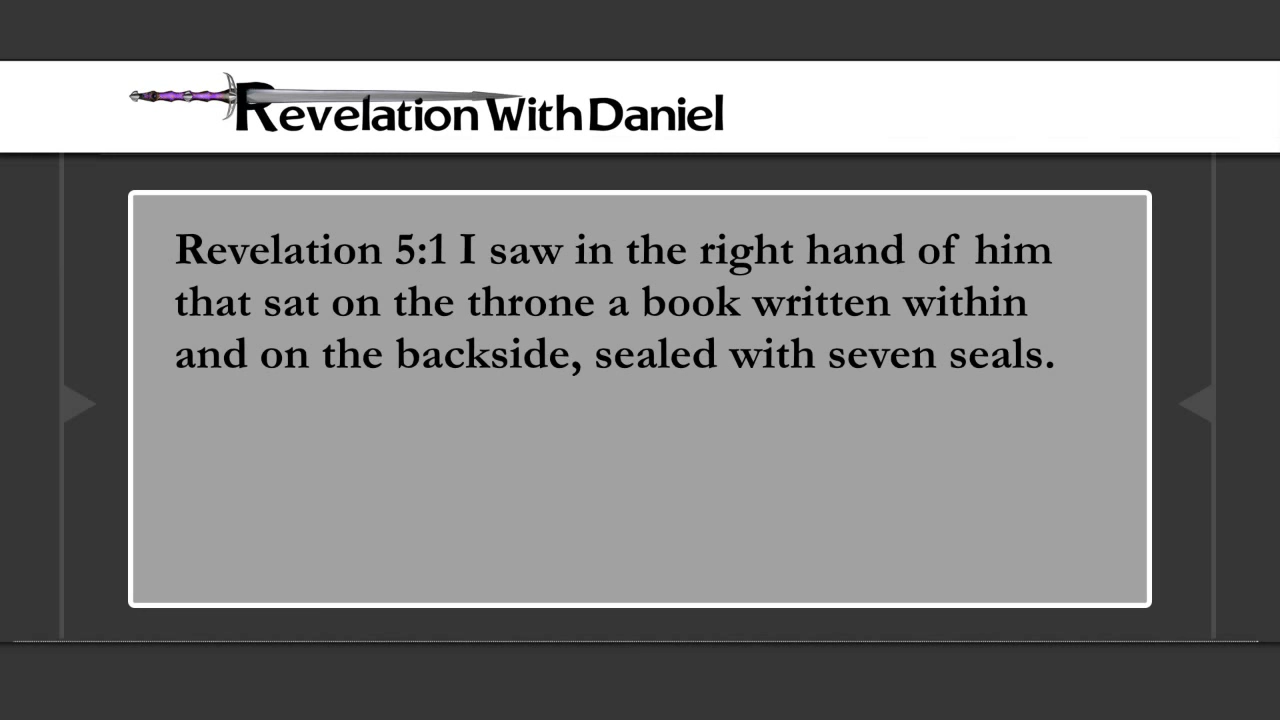 Revelation With Daniel
Revelation 5:1 I saw in the right hand of him
that sat on the throne a book written within
and on the backside, sealed with seven seals.